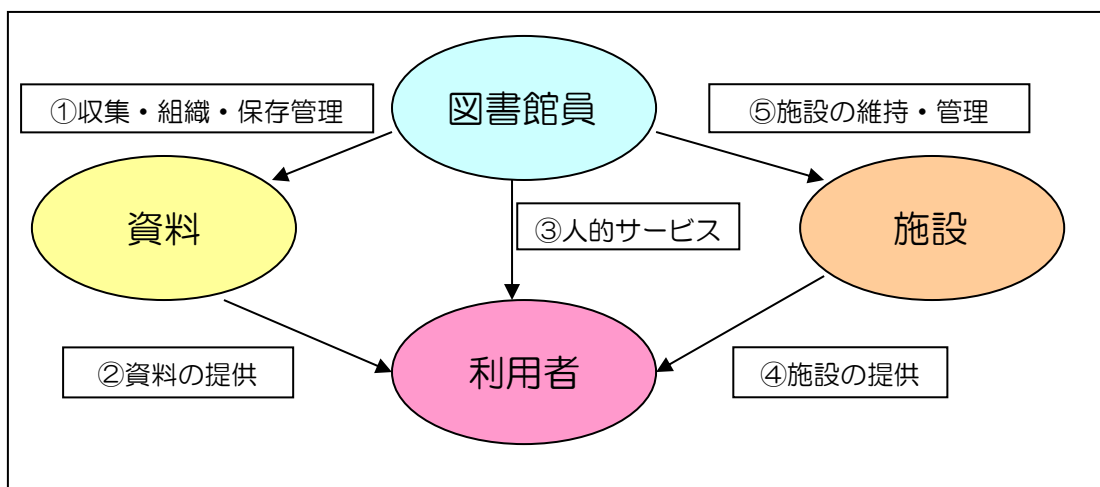 図書館員
①収集・組織・保存管理
⑤施設の維持・管理
資料
③人的サービス
施設
②資料の提供
利用者
④施設の提供